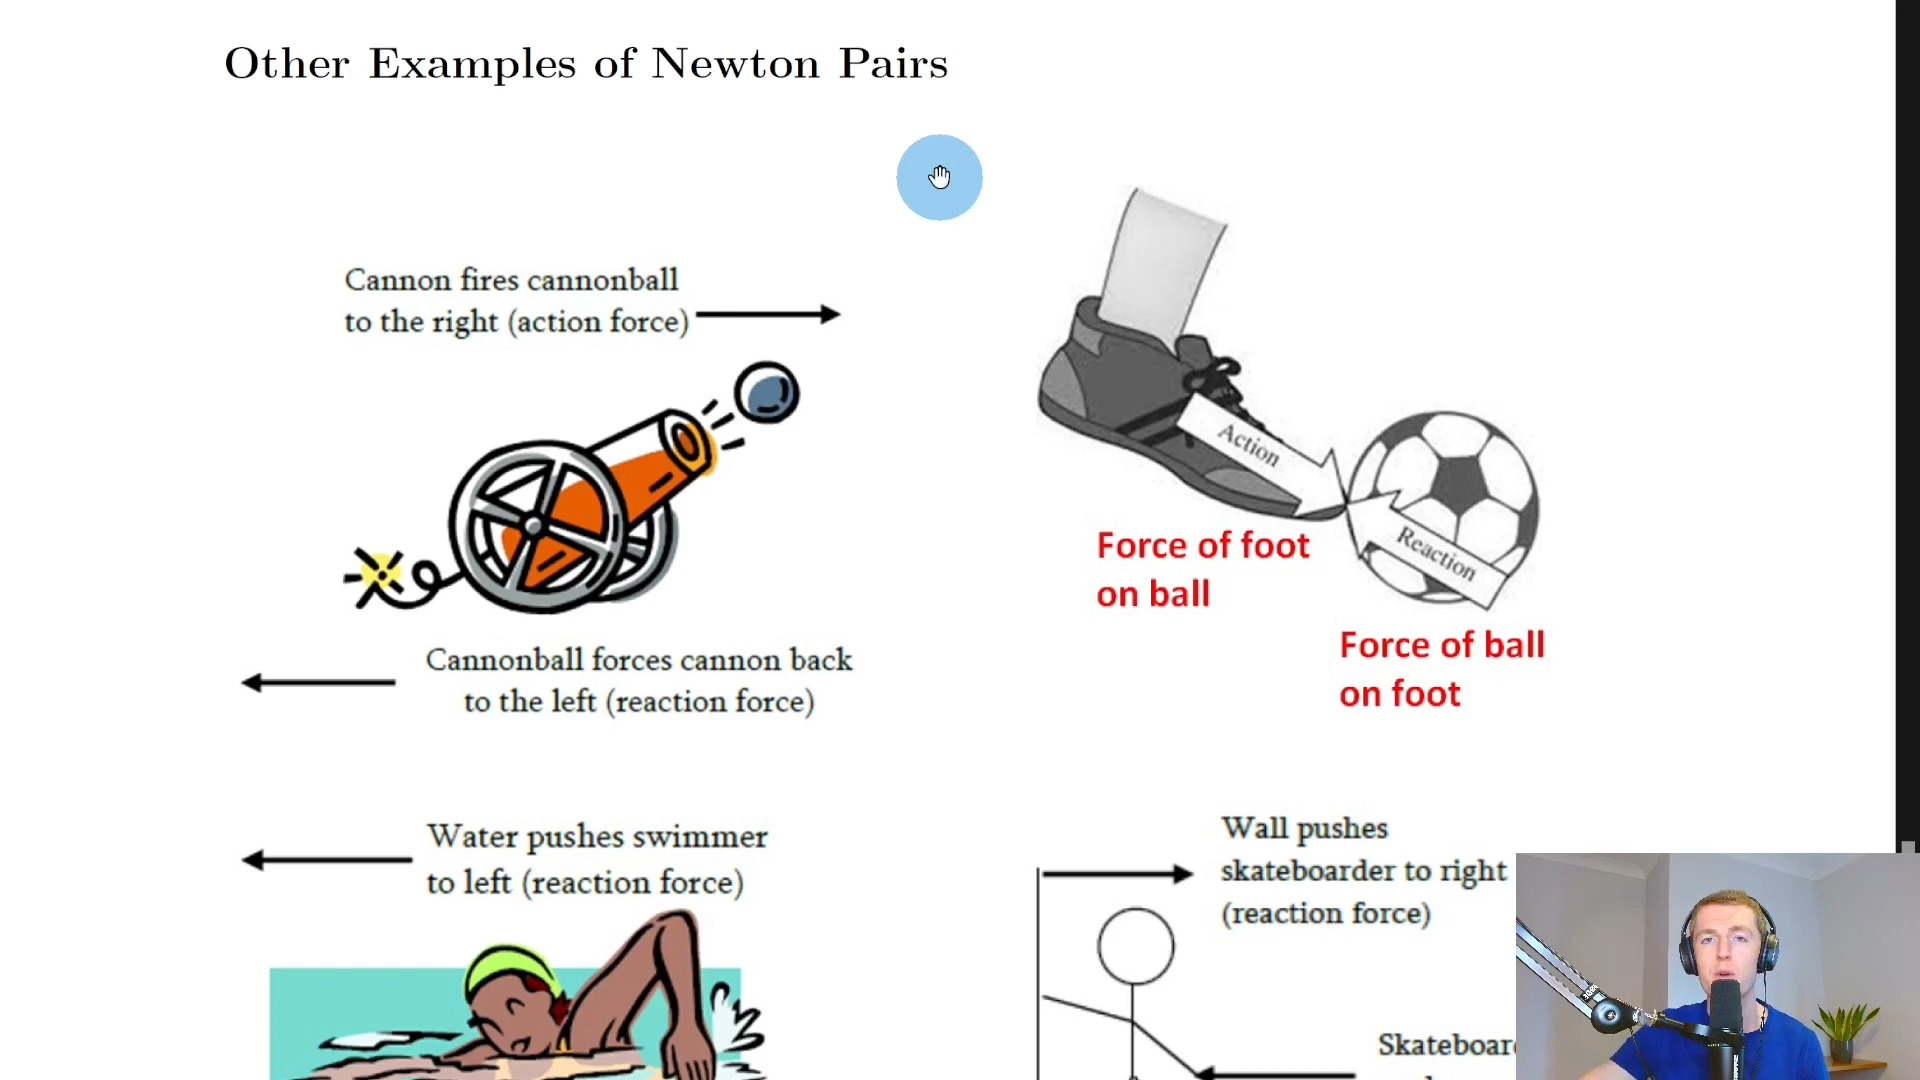 Other Examples of Newton Pairs
Cannon fires cannonball
to the right (action force)
Action
Reaction
Force of foot
on ball
Force of ball
on foot
Cannonball forces cannon back
to the left (reaction force)
Water pushes swimmer
to left (reaction force)
Wall pushes
skateboarder to right
(reaction force)